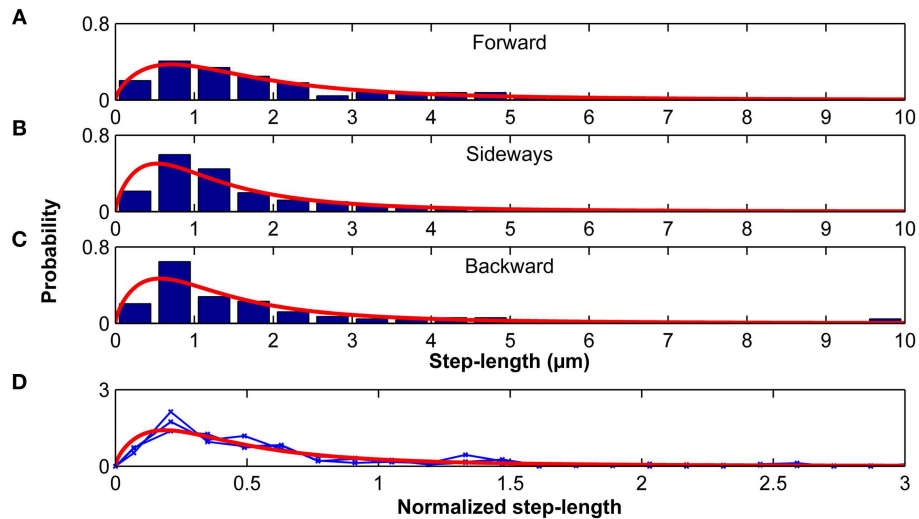 A
0.8
Forward
0
0 1 2 3 4 5 6 7 8 9 10
B
0.8
Sideways
0
0 1 2 3 4 5 6 7 8 9 10
Probability
C
0.8
Backward
0
0 1 2 3 4 5 6 7 8 9 10
Step-length (µm)
D
3
0
0 0.5 1 1.5 2 2.5 3
Normalized step-length